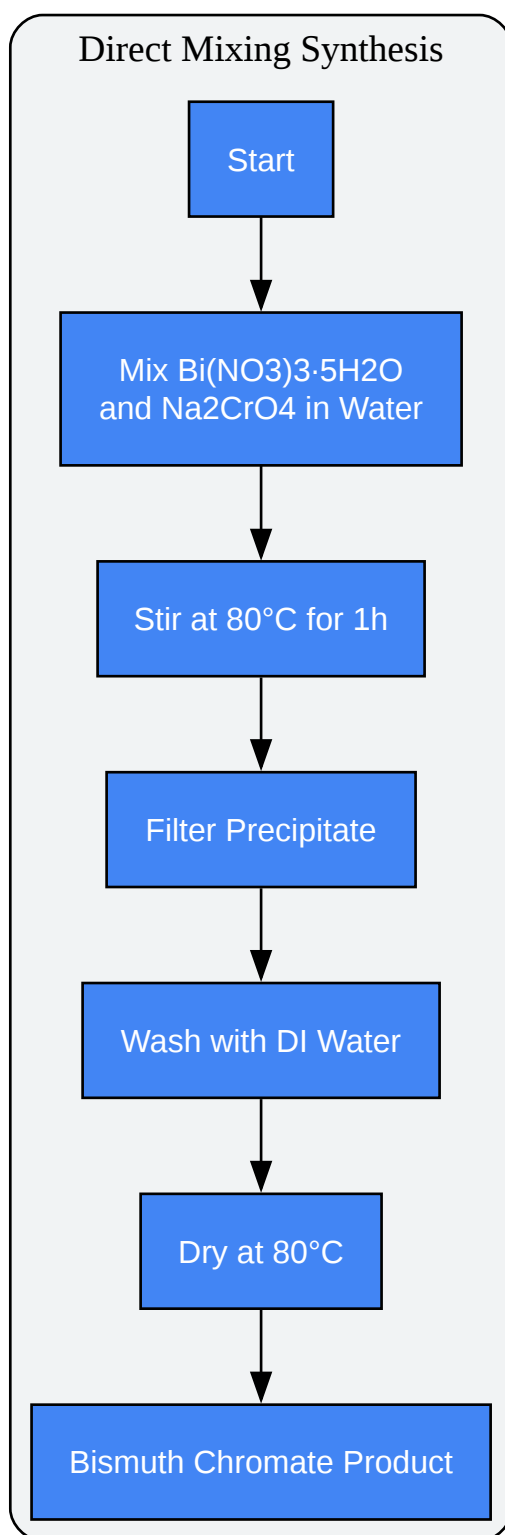 Direct Mixing Synthesis
Start
Mix Bi(NO3)3·5H2O
and Na2CrO4 in Water
Stir at 80°C for 1h
Filter Precipitate
Wash with DI Water
Dry at 80°C
Bismuth Chromate Product